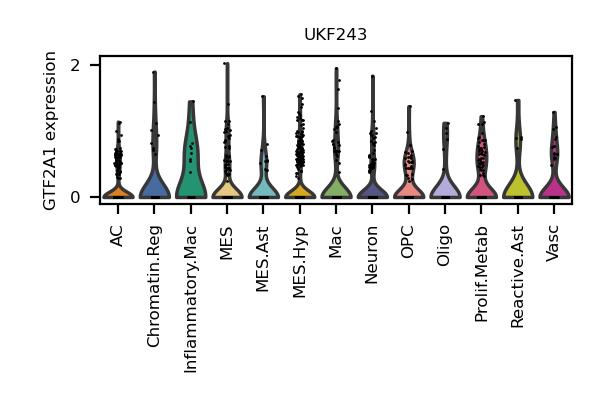 UKF243
GTF2A1 expression
2
0
AC
Chromatin.Reg
Inflammatory.Mac
MES
MES.Ast
MES.Hyp
Mac
Neuron
OPC
Oligo
Prolif.Metab
Reactive.Ast
Vasc